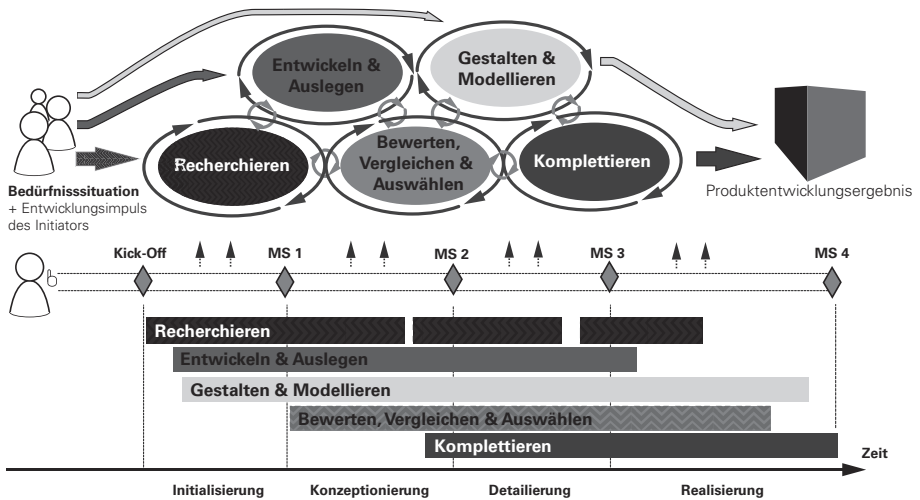 Entwickeln &
Auslegen
Gestalten &
Modellieren
Recherchieren
Bewerten,
Vergleichen &
Auswählen
Komplettieren
Bedürfnisssituation
+ Entwicklungsimpuls
des Initiators
Produktentwicklungsergebnis
Kick-Off
MS 1
MS 2
MS 3
MS 4
Recherchieren
Entwickeln & Auslegen
Gestalten & Modellieren
Bewerten, Vergleichen & Auswählen
Komplettieren
Zeit
Initialisierung
Konzeptionierung
Detailierung
Realisierung